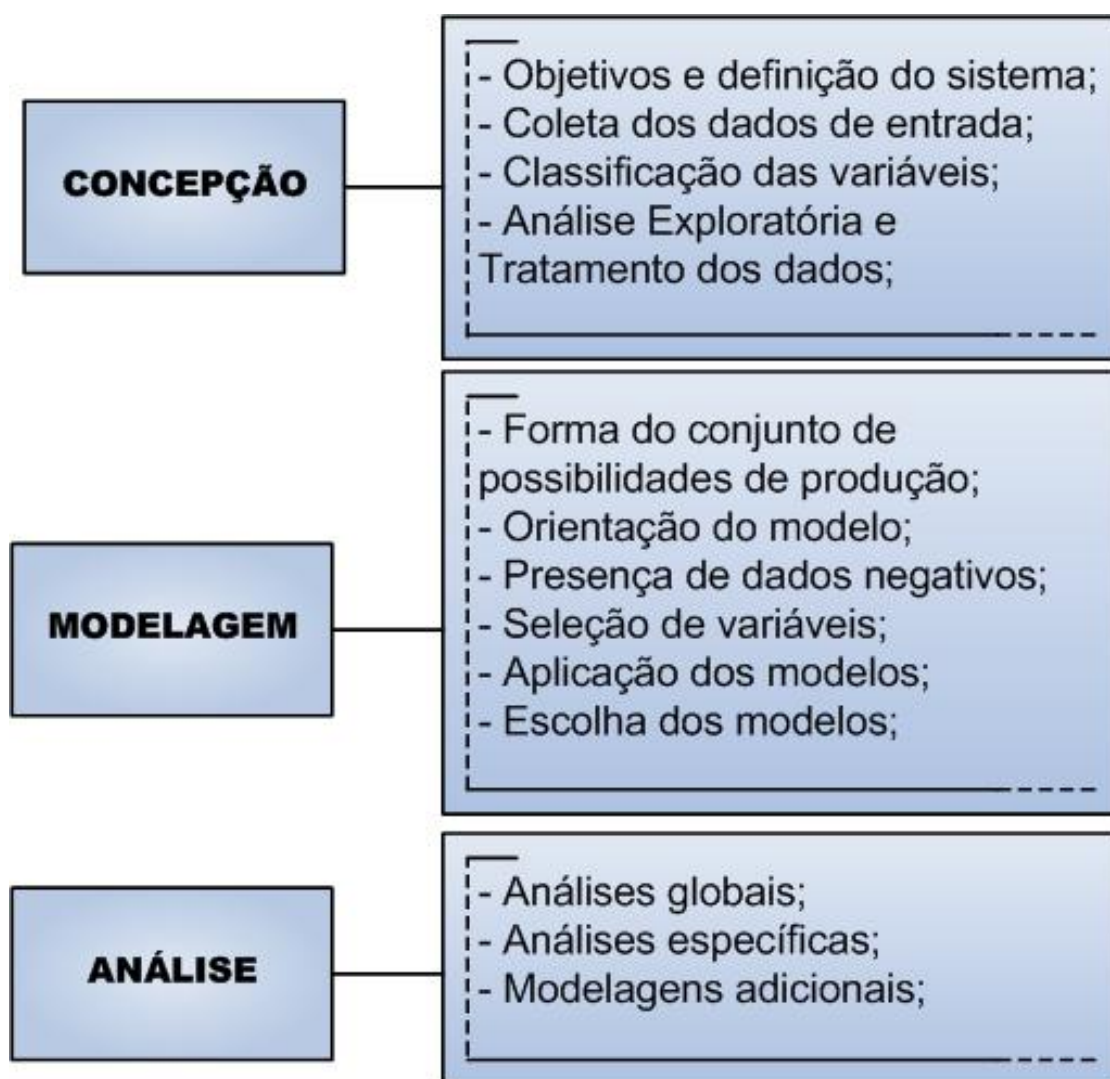 CONCEPÇÃO
- Objetivos e definição do sistema;
- Coleta dos dados de entrada;
- Classificação das variáveis;
- Análise Exploratória e
Tratamento dos dados;
MODELAGEM
- Forma do conjunto de
possibilidades de produção;
- Orientação do modelo;
- Presença de dados negativos;
- Seleção de variáveis;
- Aplicação dos modelos;
- Escolha dos modelos;
ANÁLISE
- Análises globais;
- Análises específicas;
- Modelagens adicionais;